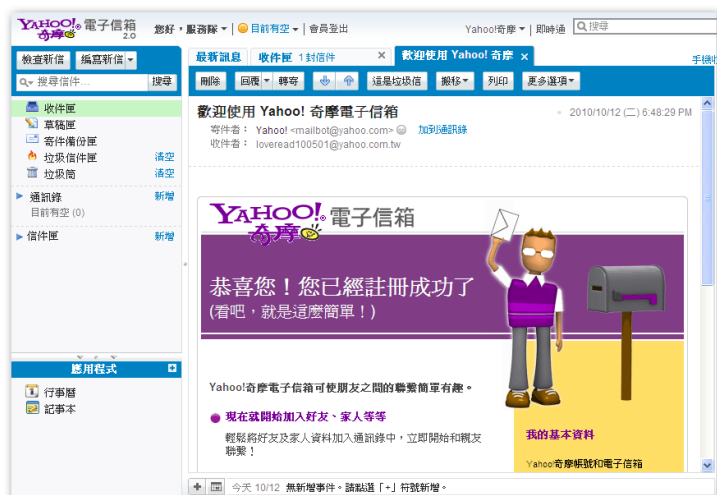 YAHOO! 奇摩 電子信箱 2.0
您好，服務隊 目前有空 | 會員登出
Yahoo!奇摩 | 即時通 搜尋
檢查新信 編寫新信
搜尋信件... 搜尋
收件匣
草稿匣
寄件備份匣
垃圾信件匣 清空
垃圾筒 清空
通訊錄 新增
目前有空 (0)
信件匣 新增
應用程式
行事曆
記事本
最新訊息 收件匣 1封信件 × 歡迎使用 Yahoo! 奇摩 ×
手機收
刪除 回覆 轉寄 這是垃圾信 搬移 列印 更多選項
歡迎使用 Yahoo! 奇摩電子信箱
2010/10/12 (二) 6:48:29 PM
寄件者： Yahoo! <mailbot@yahoo.com> 加到通訊錄
收件者： loveread100501@yahoo.com.tw
YAHOO! 奇摩 電子信箱
恭喜您！您已經註冊成功了
(看吧，就是這麼簡單！)
Yahoo!奇摩電子信箱可使朋友之間的聯繫簡單有趣。
現在就開始加入好友、家人等等
輕鬆將好友及家人資料加入通訊錄中，立即開始和親友
聯繫！
我的基本資料
Yahoo!奇摩帳號和電子信箱
今天 10/12 無新增事件。請點選「+」符號新增。